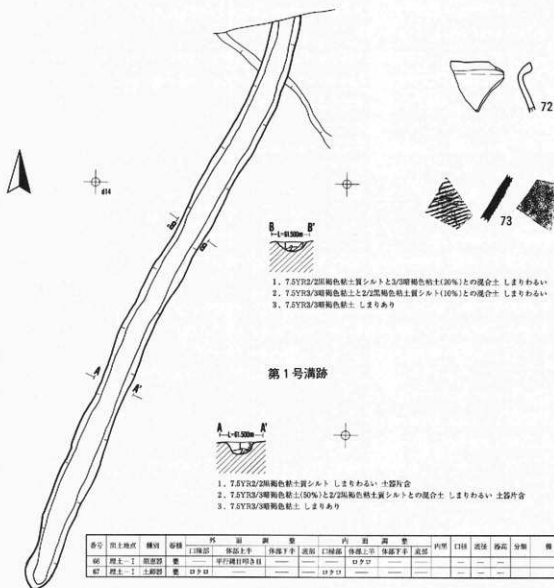 72
d14
73
B B'
L=61.500m
1. 7.5YR2/2黒褐色粘土質シルトと3/3暗褐色粘土(20%)との混合土 しまりわるい
2. 7.5YR3/3暗褐色粘土と2/2黒褐色粘土質シルト(10%)との混合土 しまりわるい
3. 7.5YR3/3暗褐色粘土 しまりあり
B
B'
第1号溝跡
A
A'
A A'
L=61.500m
1. 7.5YR2/2黒褐色粘土質シルト しまりわるい 土器片含
2. 7.5YR3/3暗褐色粘土(50%)と2/2黒褐色粘土質シルトとの混合土 しまりわるい 土器片含
3. 7.5YR3/3暗褐色粘土 しまりあり
番号 出土地点 種別 器種 外面調整 内面調整 内黒 口径 底径 器高 分類
口縁部 体部上半 体部下半 底部 口縁部 体部上半 体部下半 底部
66 埋土-I 須恵器 甕 — 平行磯目叩き目 — — — ロクロ — — — — —
67 埋土-I 土師器 甕 ロクロ — — — ロクロ — — — — — —